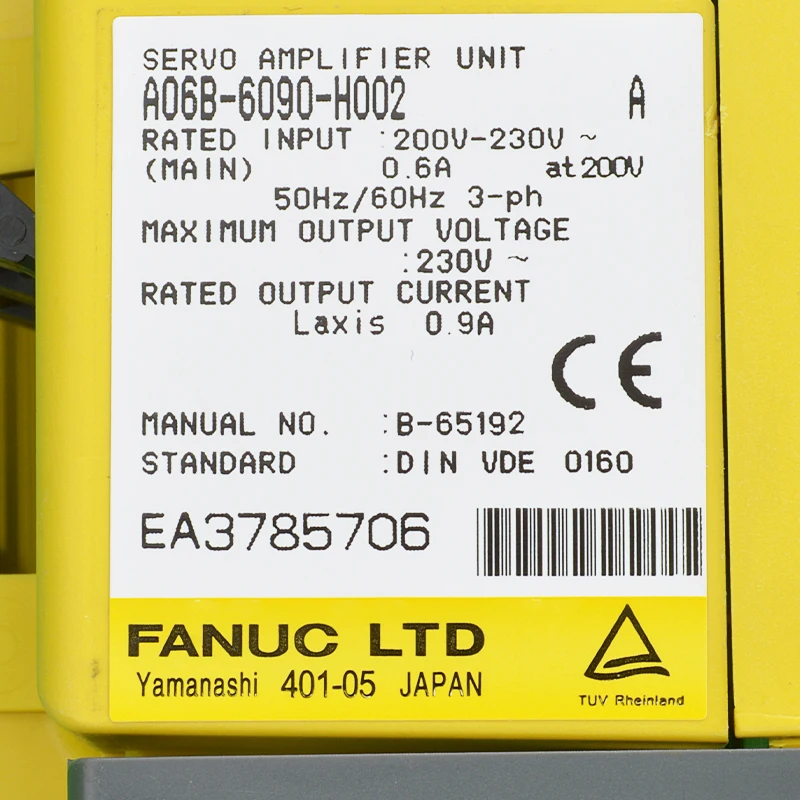 SERVO AMPLIFIER UNIT
A06B-6090-H002 A
RATED INPUT :200V-230V ~
(MAIN) 0.6A at 200V
50Hz/60Hz 3-ph
MAXIMUM OUTPUT VOLTAGE
:230V ~
RATED OUTPUT CURRENT
Laxis 0.9A
CE
MANUAL NO. :B-65192
STANDARD :DIN VDE 0160
EA3785706
FANUC LTD
Yamanashi 401-05 JAPAN
TUV Rheinland